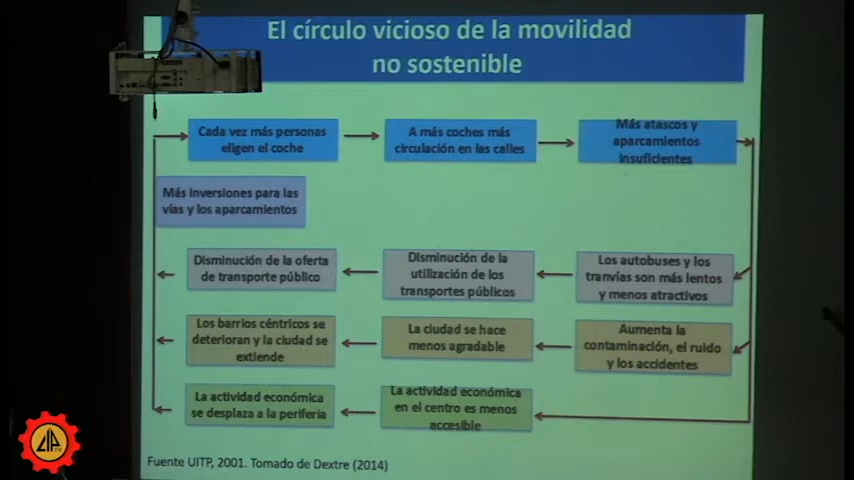 El círculo vicioso de la movilidad
no sostenible
Cada vez más personas
eligen el coche
A más coches más
circulación en las calles
Más atascos y
aparcamientos
insuficientes
Más inversiones para las
vías y los aparcamientos
Disminución de la oferta
de transporte público
Disminución de la
utilización de los
transportes públicos
Los autobuses y los
tranvías son más lentos
y menos atractivos
Los barrios céntricos se
deterioran y la ciudad se
extiende
La ciudad se hace
menos agradable
Aumenta la
contaminación, el ruido
y los accidentes
La actividad económica
se desplaza a la periferia
La actividad económica
en el centro es menos
accesible
Fuente UITP, 2001. Tomado de Dextre (2014)